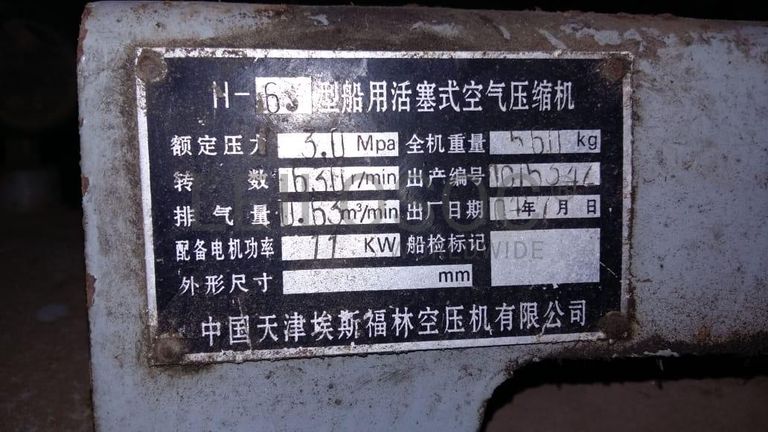 H-63型船用活塞式空气压缩机
额定压力 3.0 Mpa 全机重量 560 kg
转数 r/min 出产编号
排气量 m³/min 出厂日期 年 月 日
配备电机功率 11 KW 船检标记
外形尺寸 mm
中国天津埃斯福林空压机有限公司